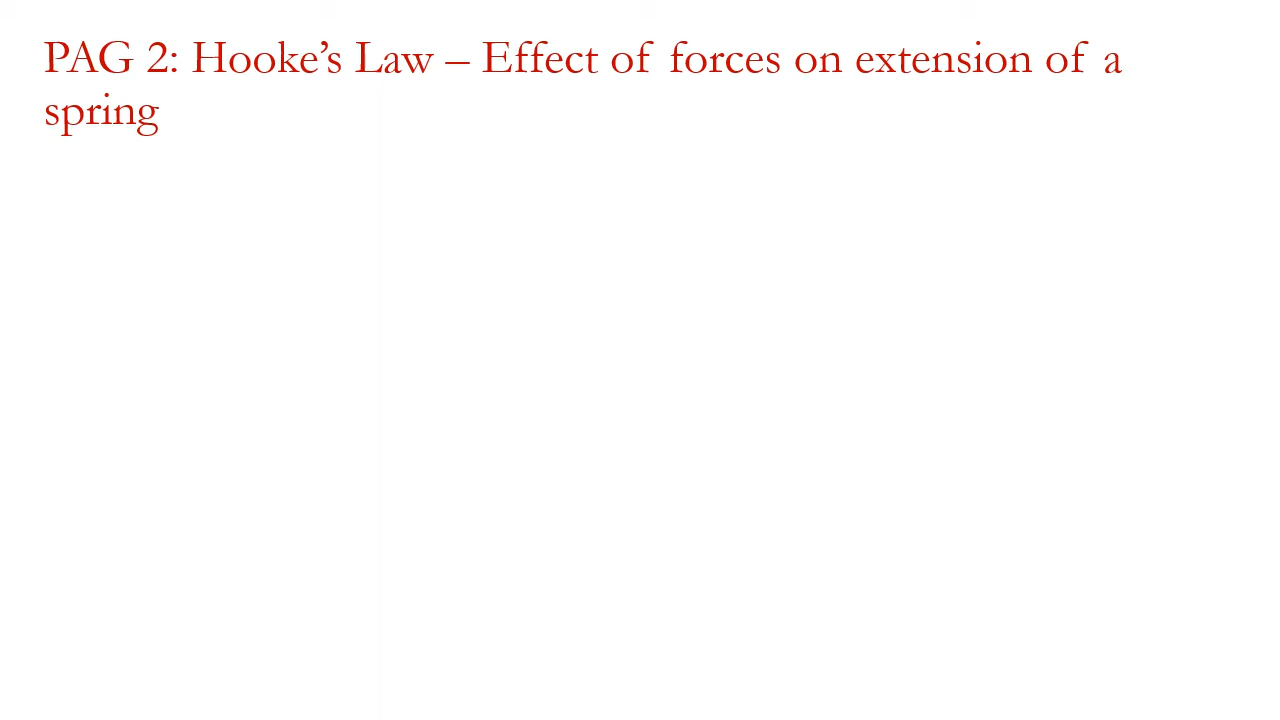 PAG 2: Hooke’s Law – Effect of forces on extension of a
spring